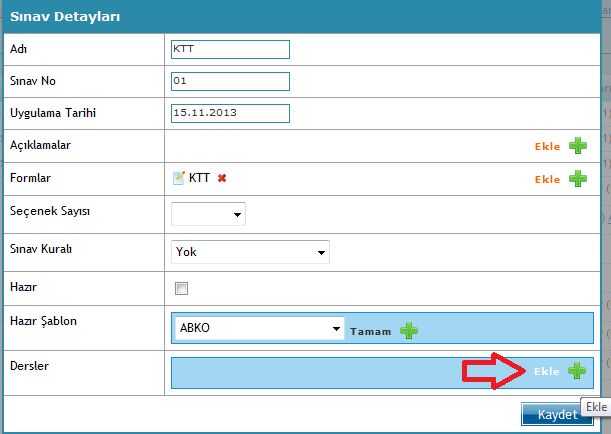 Sınav Detayları
Adı KTT
Sınav No 01
Uygulama Tarihi 15.11.2013
Açıklamalar Ekle
Formlar KTT Ekle
Seçenek Sayısı
Sınav Kuralı Yok
Hazır
Hazır Şablon ABKO Tamam
Dersler Ekle
Ekle
Kaydet